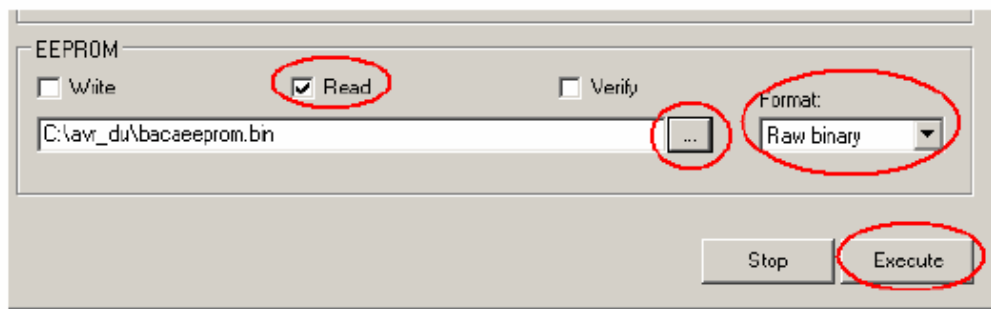 EEPROM
Write Read Verify Format:
C:\avr_du\bacaeeprom.bin ... Raw binary
Stop Execute